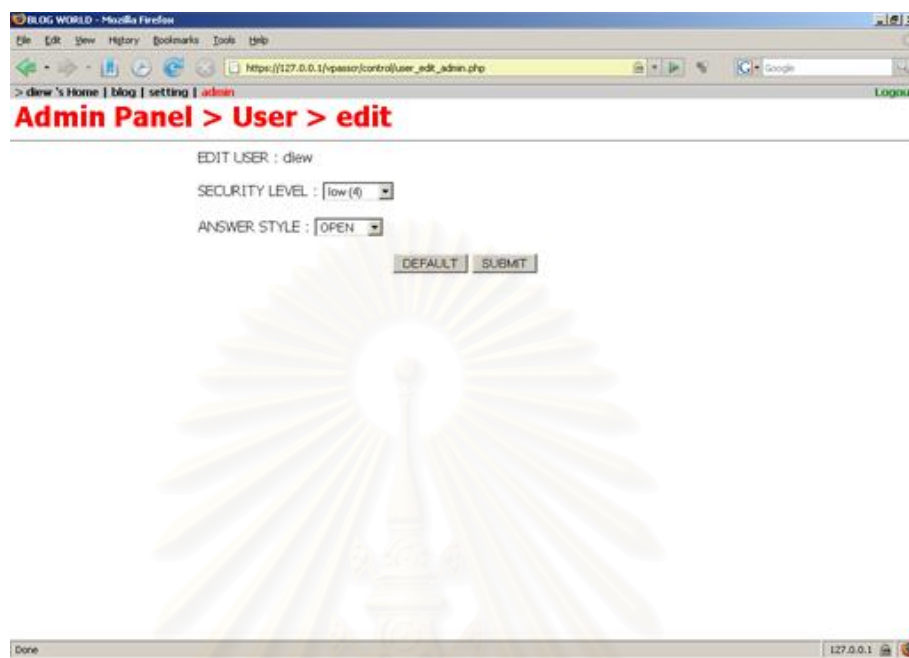 BLOG WORLD - Mozilla Firefox
File Edit View History Bookmarks Tools Help
https://127.0.0.1/vpassor/control/user_edit_admin.php
Google
> diew 's Home | blog | setting | admin
Logou
Admin Panel > User > edit
EDIT USER : diew
SECURITY LEVEL : low (4)
ANSWER STYLE : OPEN
DEFAULT SUBMIT
Done
127.0.0.1